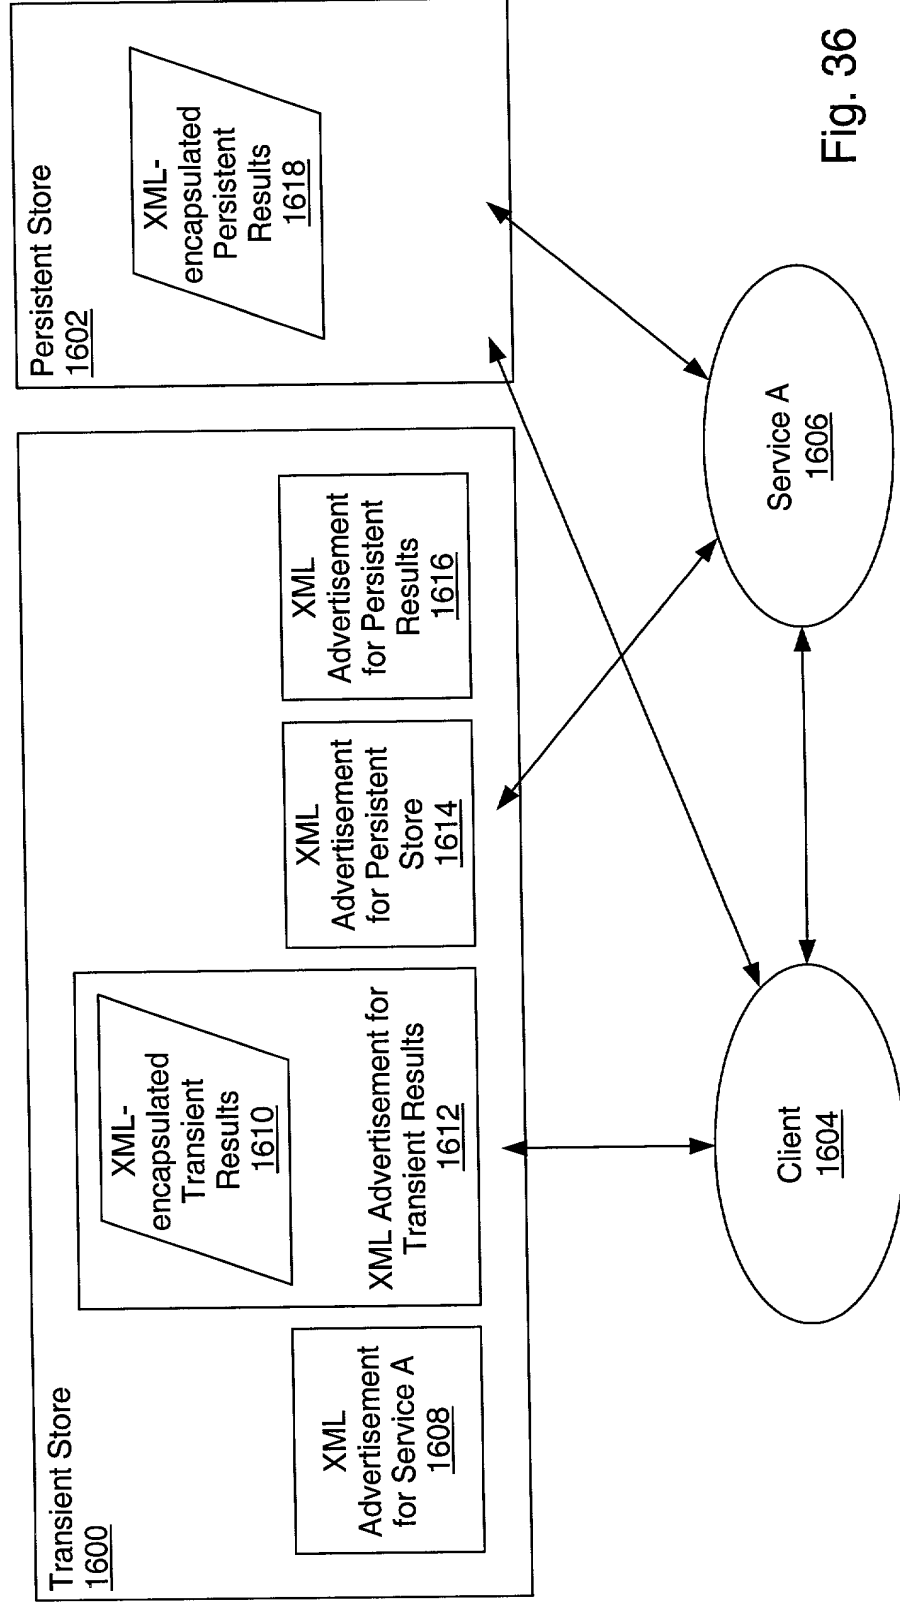 Transient Store
1600
XML
Advertisement
for Service A
1608
XML-
encapsulated
Transient
Results
1610
XML Advertisement for
Transient Results
1612
XML
Advertisement
for Persistent
Store
1614
XML
Advertisement
for Persistent
Results
1616
Persistent Store
1602
XML-
encapsulated
Persistent
Results
1618
Client
1604
Service A
1606
Fig. 36